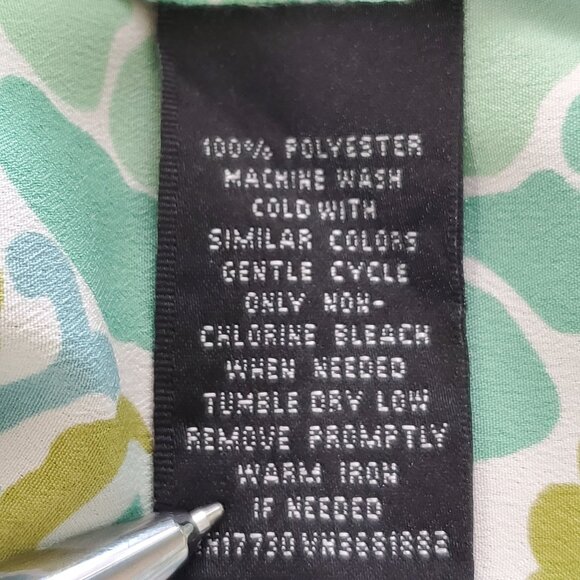 100% POLYESTER
MACHINE WASH
COLD WITH
SIMILAR COLORS
GENTLE CYCLE
ONLY NON-
CHLORINE BLEACH
WHEN NEEDED
TUMBLE DRY LOW
REMOVE PROMPTLY
WARM IRON
IF NEEDED